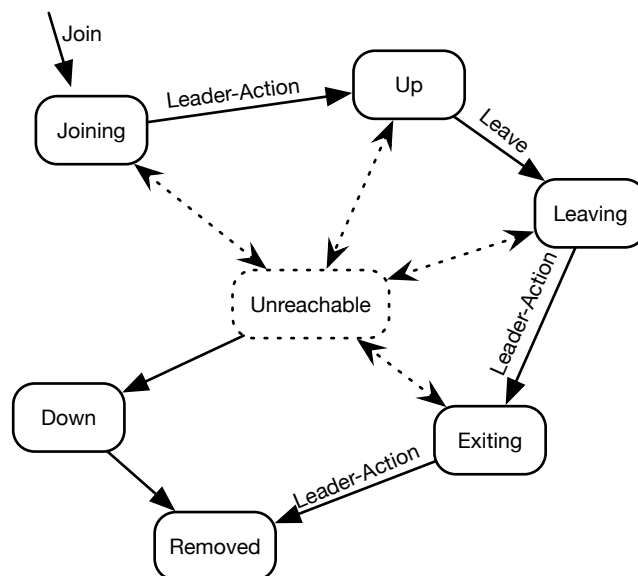 Join
Leader-Action
Up
Joining
Leave
Leaving
Unreachable
Leader-Action
Down
Exiting
Leader-Action
Removed